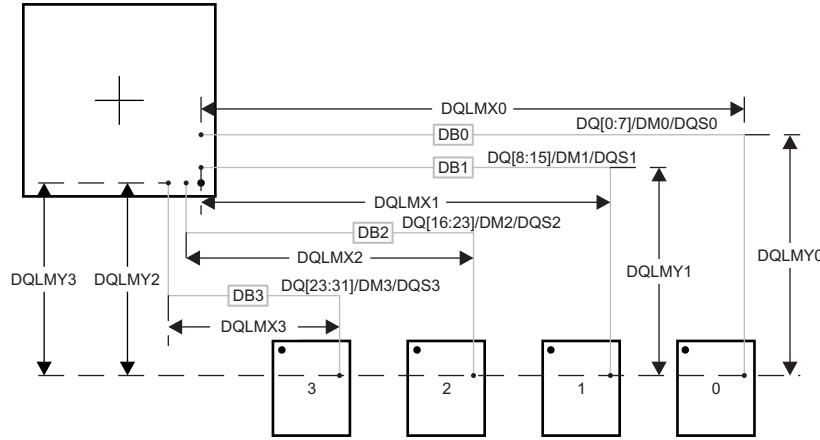 DQLMX0
DQ[0:7]/DM0/DQS0
DB0
DQ[8:15]/DM1/DQS1
DB1
DQLMX1
DQ[16:23]/DM2/DQS2
DB2
DQLMX2
DQLMY0
DQLMY1
DQLMY3
DQLMY2
DQ[23:31]/DM3/DQS3
DB3
DQLMX3
3
2
1
0